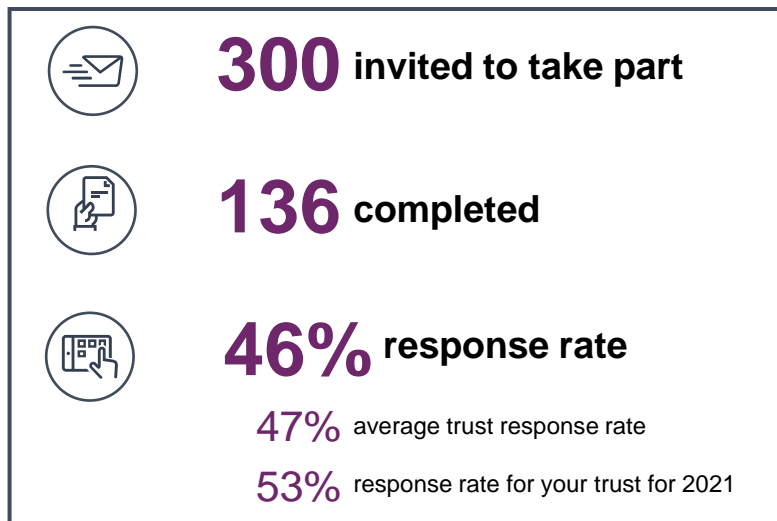 300 invited to take part
136 completed
46% response rate
47% average trust response rate
53% response rate for your trust for 2021